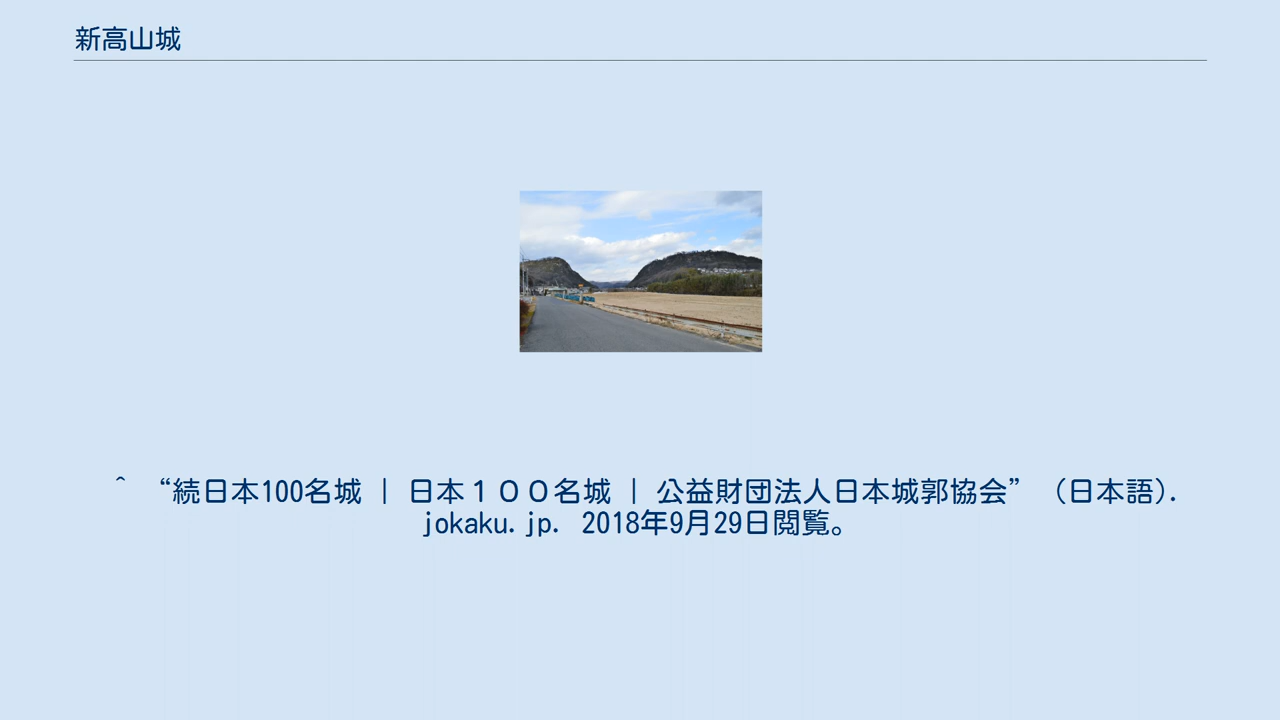 新高山城
^ “続日本100名城 | 日本１００名城 | 公益財団法人日本城郭協会” (日本語).
jokaku.jp. 2018年9月29日閲覧。